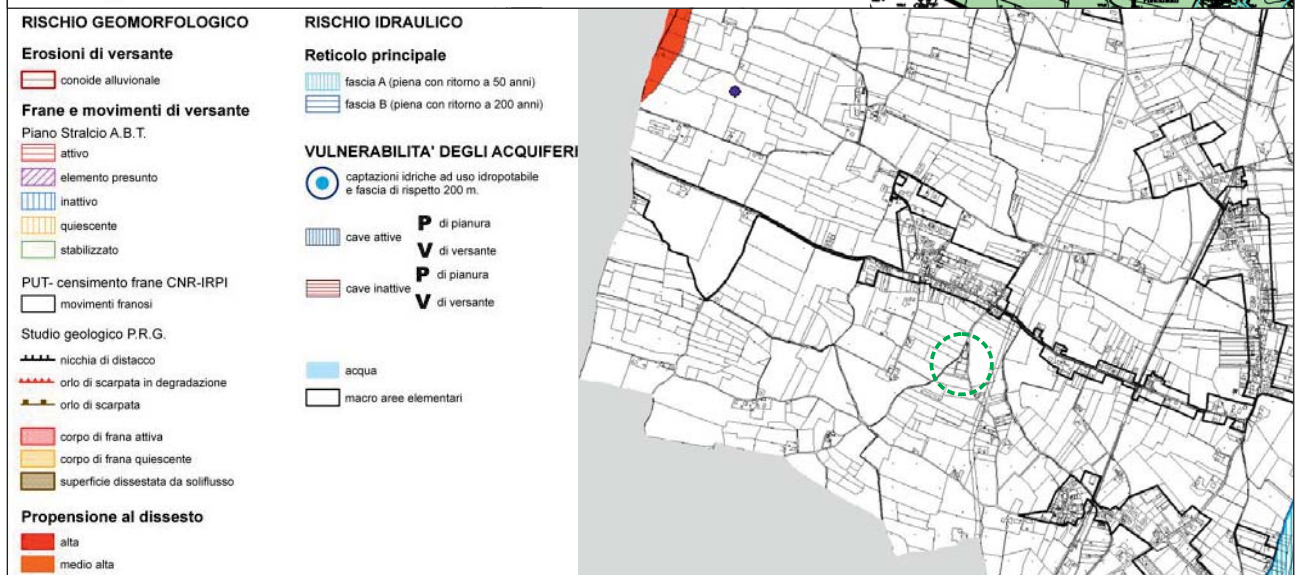 RISCHIO GEOMORFOLOGICO
Erosioni di versante
conoide alluvionale
Frane e movimenti di versante
Piano Stralcio A.B.T.
attivo
elemento presunto
inattivo
quiescente
stabilizzato
PUT- censimento frane CNR-IRPI
movimenti franosi
Studio geologico P.R.G.
nicchia di distacco
orlo di scarpata in degradazione
orlo di scarpata
corpo di frana attiva
corpo di frana quiescente
superficie dissestata da soliflusso
Propensione al dissesto
alta
medio alta
RISCHIO IDRAULICO
Reticolo principale
fascia A (piena con ritorno a 50 anni)
fascia B (piena con ritorno a 200 anni)
VULNERABILITA' DEGLI ACQUIFERI
captazioni idriche ad uso idropotabile
e fascia di rispetto 200 m.
cave attive
P di pianura
V di versante
cave inattive
P di pianura
V di versante
acqua
macro aree elementari